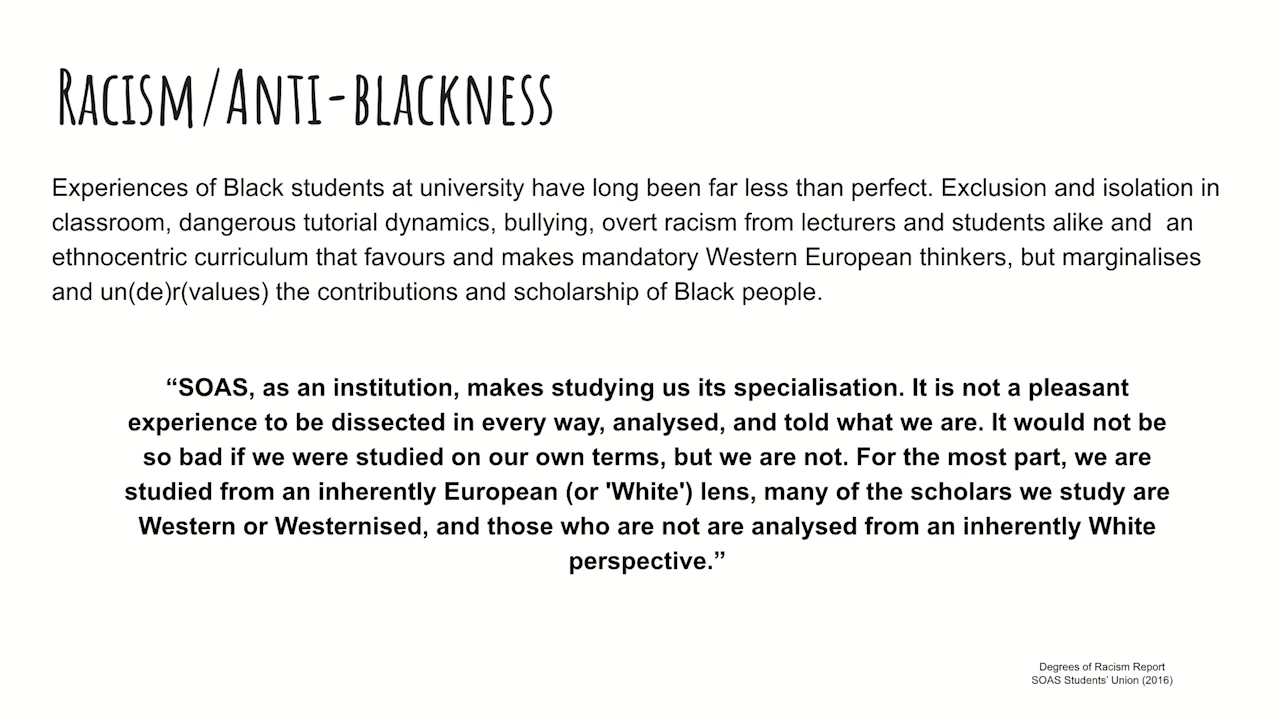 Racism/Anti-blackness
Experiences of Black students at university have long been far less than perfect. Exclusion and isolation in
classroom, dangerous tutorial dynamics, bullying, overt racism from lecturers and students alike and  an
ethnocentric curriculum that favours and makes mandatory Western European thinkers, but marginalises
and un(de)r(values) the contributions and scholarship of Black people.
“SOAS, as an institution, makes studying us its specialisation. It is not a pleasant
experience to be dissected in every way, analysed, and told what we are. It would not be
so bad if we were studied on our own terms, but we are not. For the most part, we are
studied from an inherently European (or 'White') lens, many of the scholars we study are
Western or Westernised, and those who are not are analysed from an inherently White
perspective.”
Degrees of Racism Report
SOAS Students’ Union (2016)